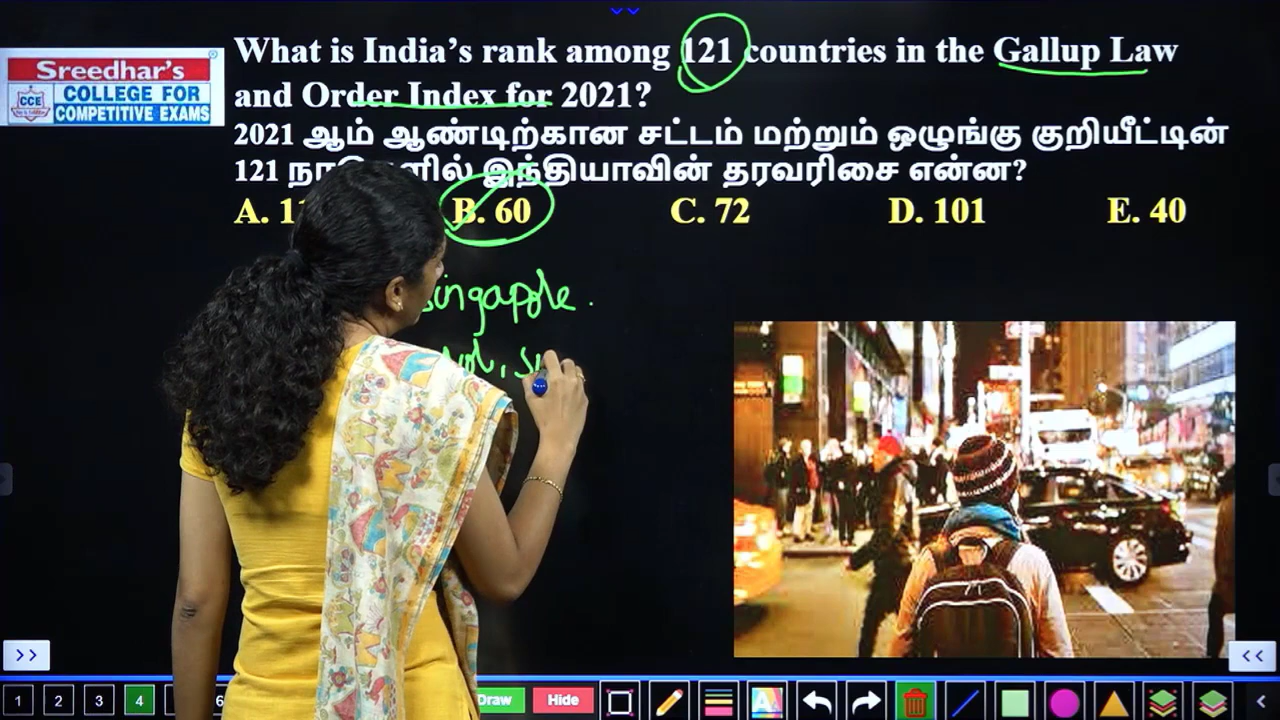 Sreedhar's
CCE
COLLEGE FOR
COMPETITIVE EXAMS
What is India's rank among 121 countries in the Gallup Law
and Order Index for 2021?
2021 ஆம் ஆண்டிற்கான சட்டம் மற்றும் ஒழுங்கு குறியீட்டின்
121 இந்தியாவின் தரவரிசை என்ன?
A. B. 60 C. 72 D. 101 E. 40
>>
<<
1 2 3 4 6 Draw Hide